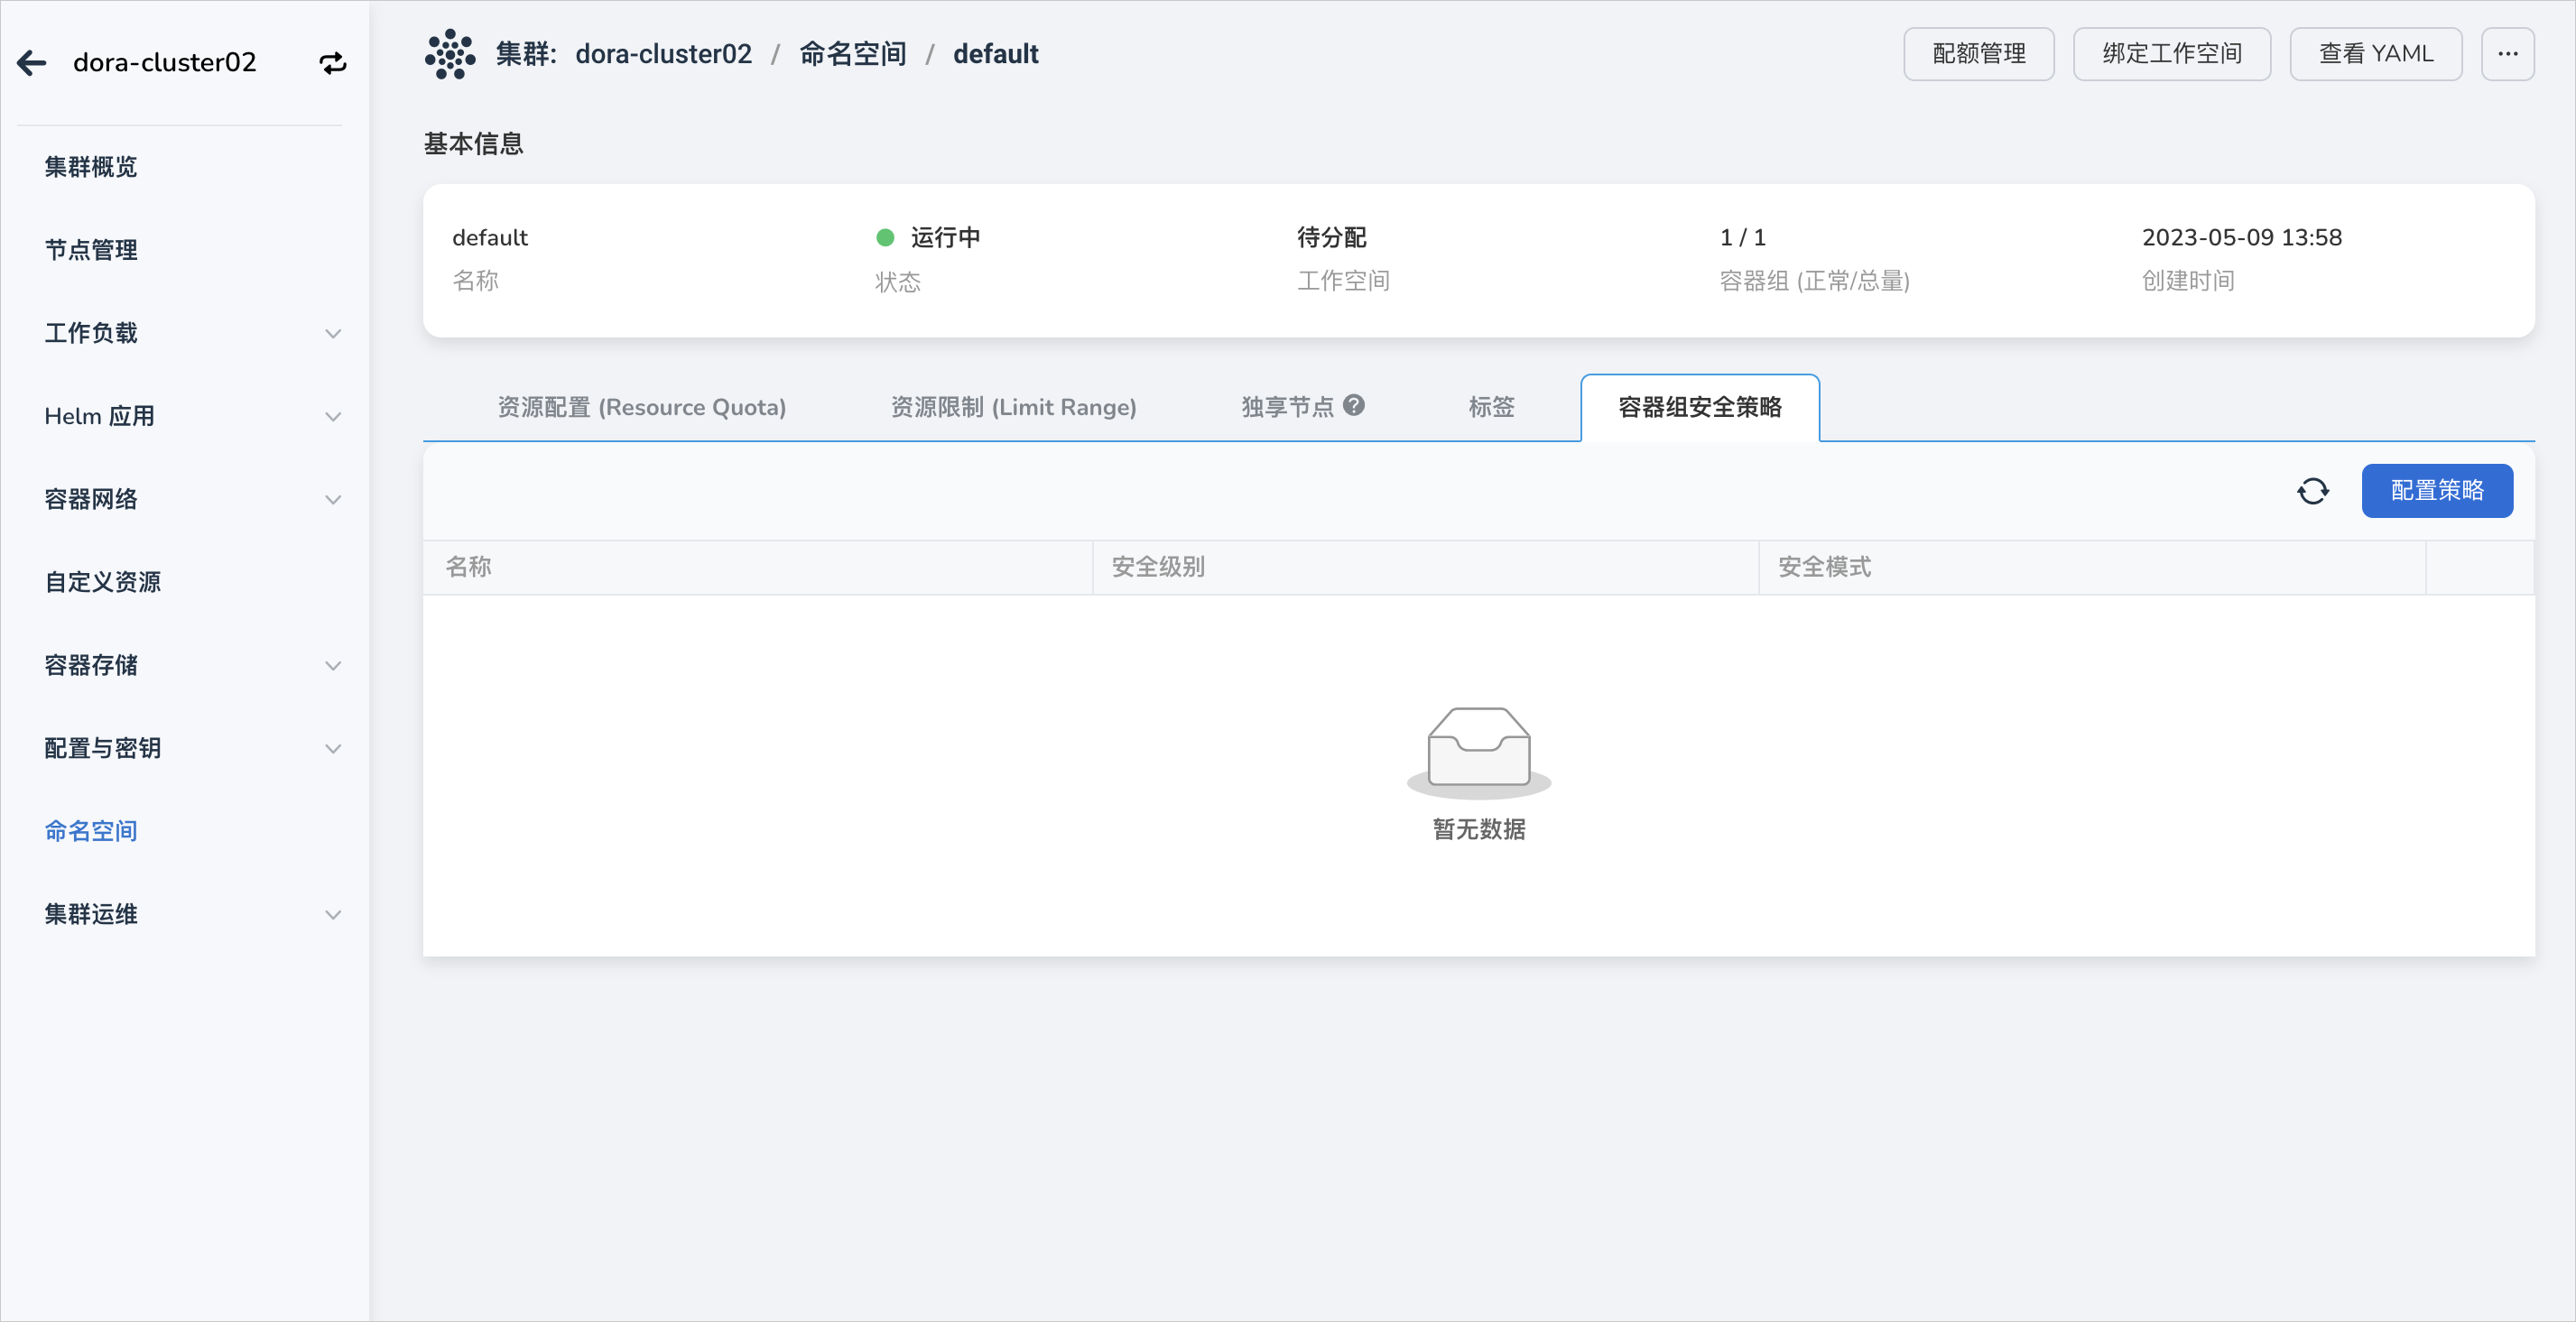 dora-cluster02
集群概览
节点管理
工作负载
Helm 应用
容器网络
自定义资源
容器存储
配置与密钥
命名空间
集群运维
集群: dora-cluster02 / 命名空间 / default
配额管理
绑定工作空间
查看 YAML
基本信息
default
名称
运行中
状态
待分配
工作空间
1 / 1
容器组 (正常/总量)
2023-05-09 13:58
创建时间
资源配置 (Resource Quota)
资源限制 (Limit Range)
独享节点
标签
容器组安全策略
配置策略
名称
安全级别
安全模式
暂无数据